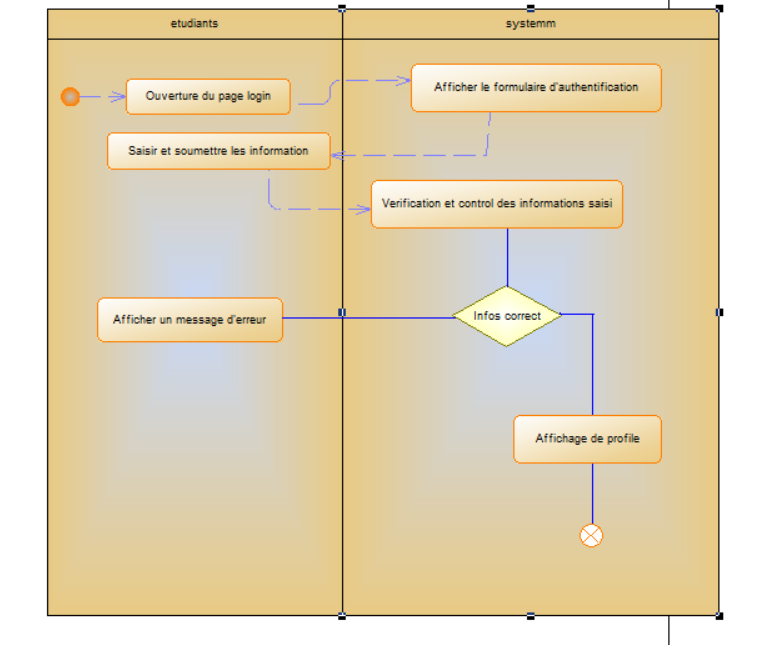 etudiants
systemm
Ouverture du page login
Afficher le formulaire d'authentification
Saisir et soumettre les information
Verification et control des informations saisi
Afficher un message d'erreur
Infos correct
Affichage de profile